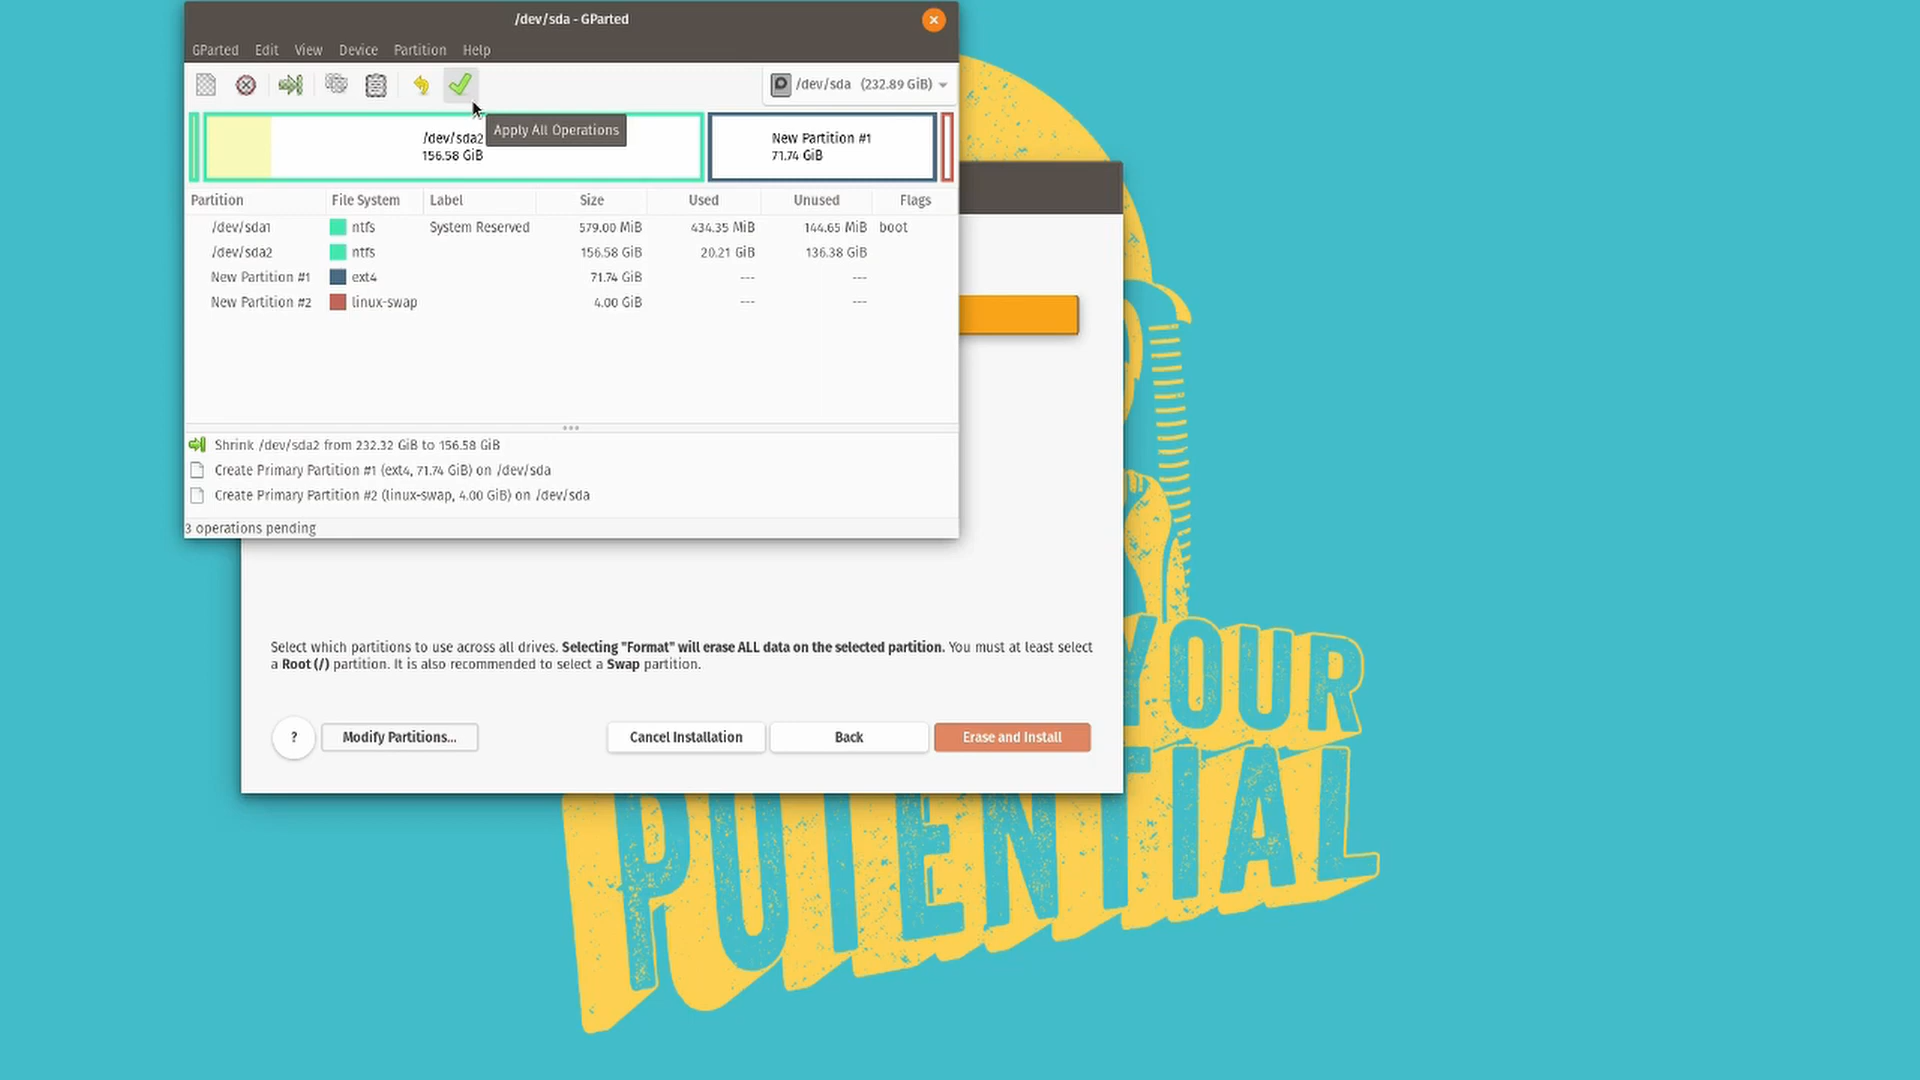 /dev/sda - GParted
GParted Edit View Device Partition Help
/dev/sda (232.89 GiB)
Apply All Operations
/dev/sda2
156.58 GiB
New Partition #1
71.74 GiB
Partition File System Label Size Used Unused Flags
/dev/sda1 ntfs System Reserved 579.00 MiB 434.35 MiB 144.65 MiB boot
/dev/sda2 ntfs 156.58 GiB 20.21 GiB 136.38 GiB
New Partition #1 ext4 71.74 GiB --- ---
New Partition #2 linux-swap 4.00 GiB --- ---
Shrink /dev/sda2 from 232.32 GiB to 156.58 GiB
Create Primary Partition #1 (ext4, 71.74 GiB) on /dev/sda
Create Primary Partition #2 (linux-swap, 4.00 GiB) on /dev/sda
3 operations pending
Select which partitions to use across all drives. Selecting "Format" will erase ALL data on the selected partition. You must at least select
a Root (/) partition. It is also recommended to select a Swap partition.
? Modify Partitions... Cancel Installation Back Erase and Install
YOUR
POTENTIAL